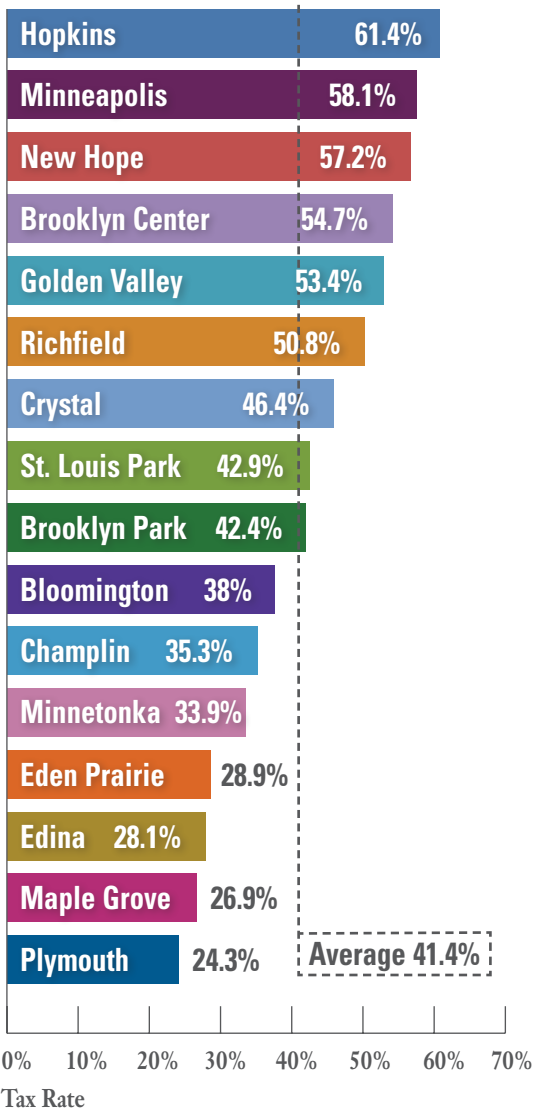 Hopkins 61.4%
Minneapolis 58.1%
New Hope 57.2%
Brooklyn Center 54.7%
Golden Valley 53.4%
Richfield 50.8%
Crystal 46.4%
St. Louis Park 42.9%
Brooklyn Park 42.4%
Bloomington 38%
Champlin 35.3%
Minnetonka 33.9%
Eden Prairie 28.9%
Edina 28.1%
Maple Grove 26.9%
Plymouth 24.3%
Average 41.4%
0% 10% 20% 30% 40% 50% 60% 70%
Tax Rate